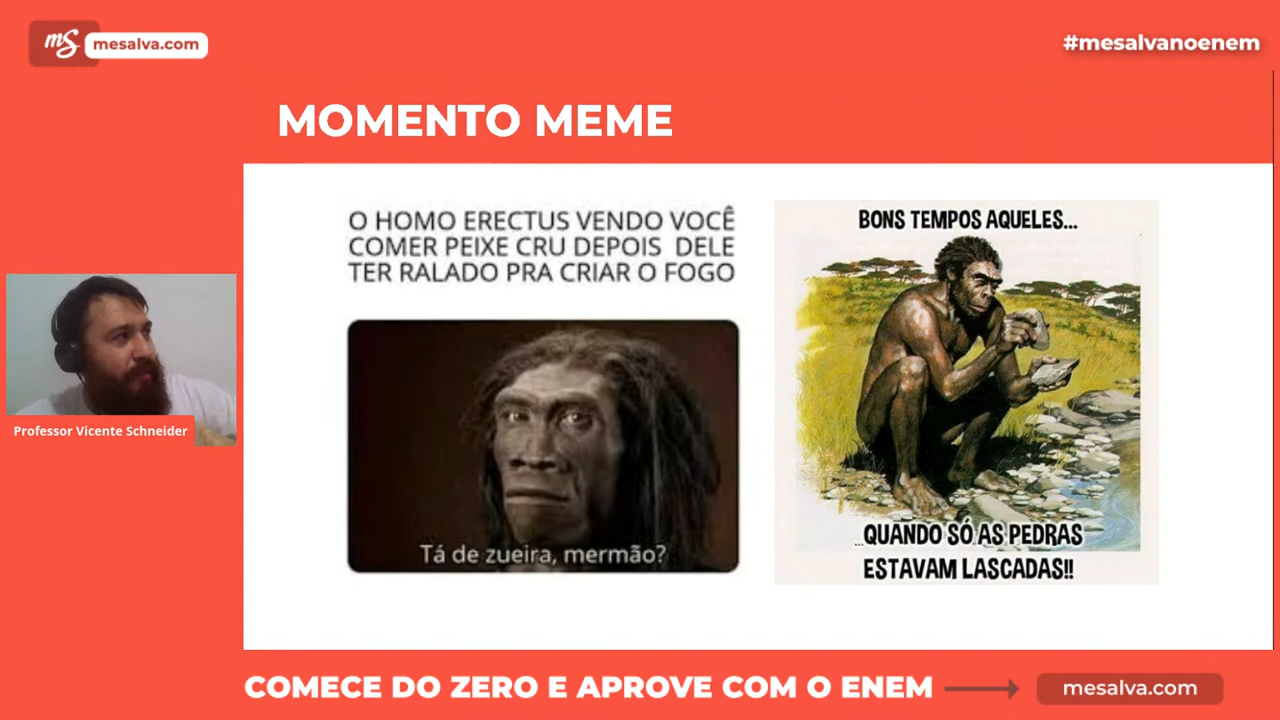 mS mesalva.com
#mesalvanoenem
MOMENTO MEME
O HOMO ERECTUS VENDO VOCÊ
COMER PEIXE CRU DEPOIS DELE
TER RALADO PRA CRIAR O FOGO
Tá de zueira, mermão?
BONS TEMPOS AQUELES...
...QUANDO SÓ AS PEDRAS
ESTAVAM LASCADAS!!
Professor Vicente Schneider
COMECE DO ZERO E APROVE COM O ENEM
mesalva.com